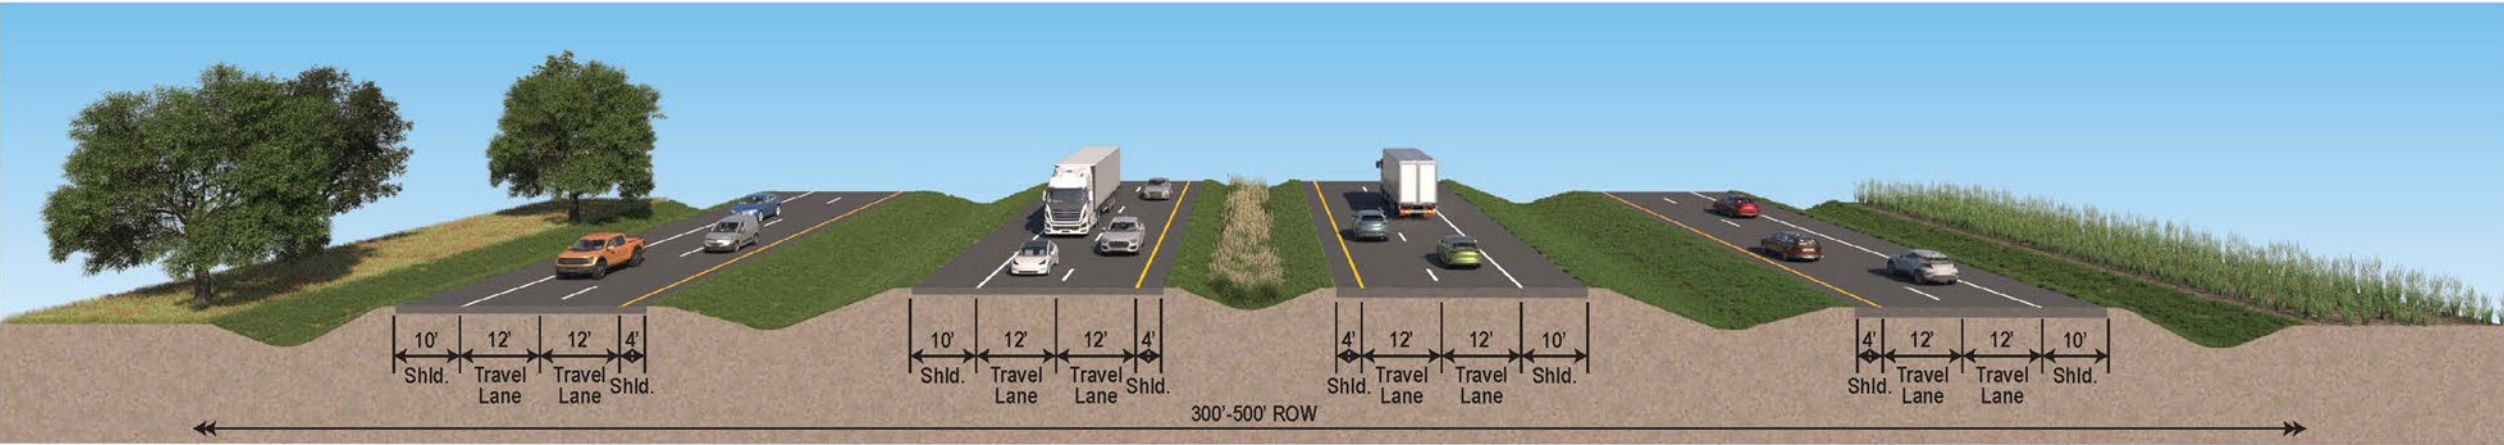 10' 12' 12' 4' 10' 12' 12' 4' 4' 12' 12' 10' 4' 12' 12' 10'
Shld. Travel Lane Travel Lane Shld. Shld. Travel Lane Travel Lane Shld. Shld. Travel Lane Travel Lane Shld. Shld. Travel Lane Travel Lane Shld.
300'-500' ROW